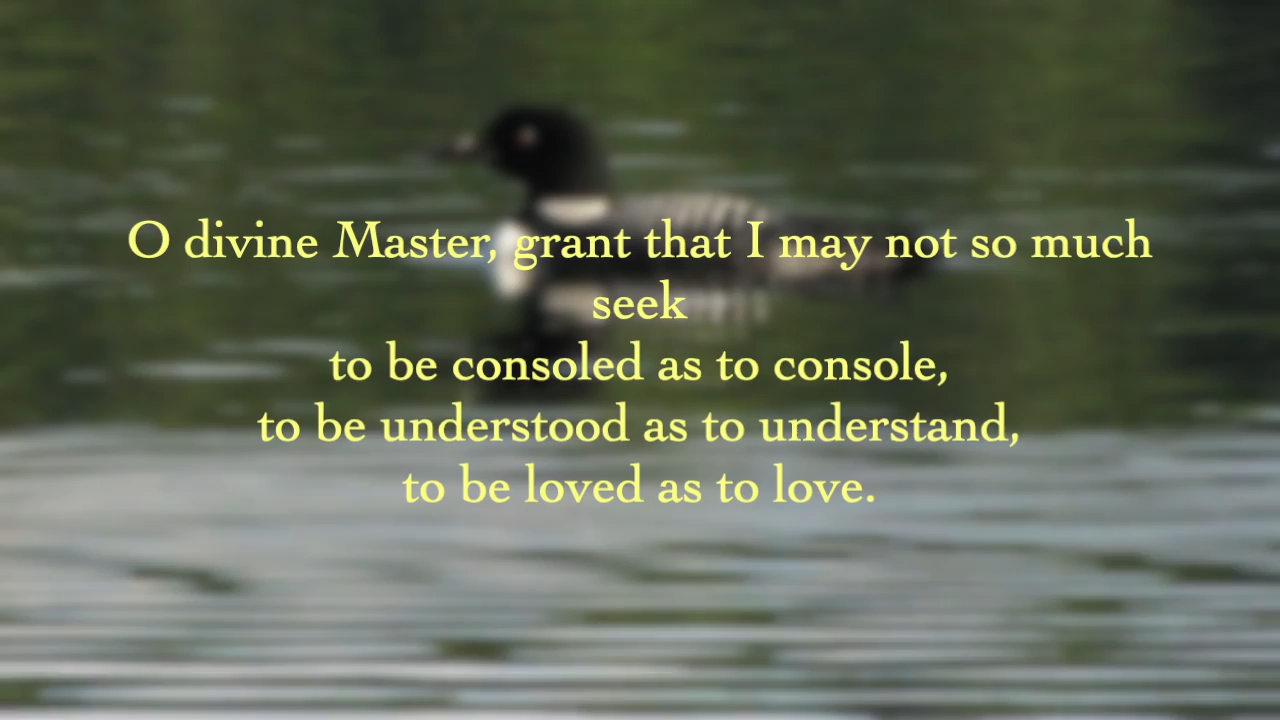 O divine Master, grant that I may not so much
seek
to be consoled as to console,
to be understood as to understand,
to be loved as to love.